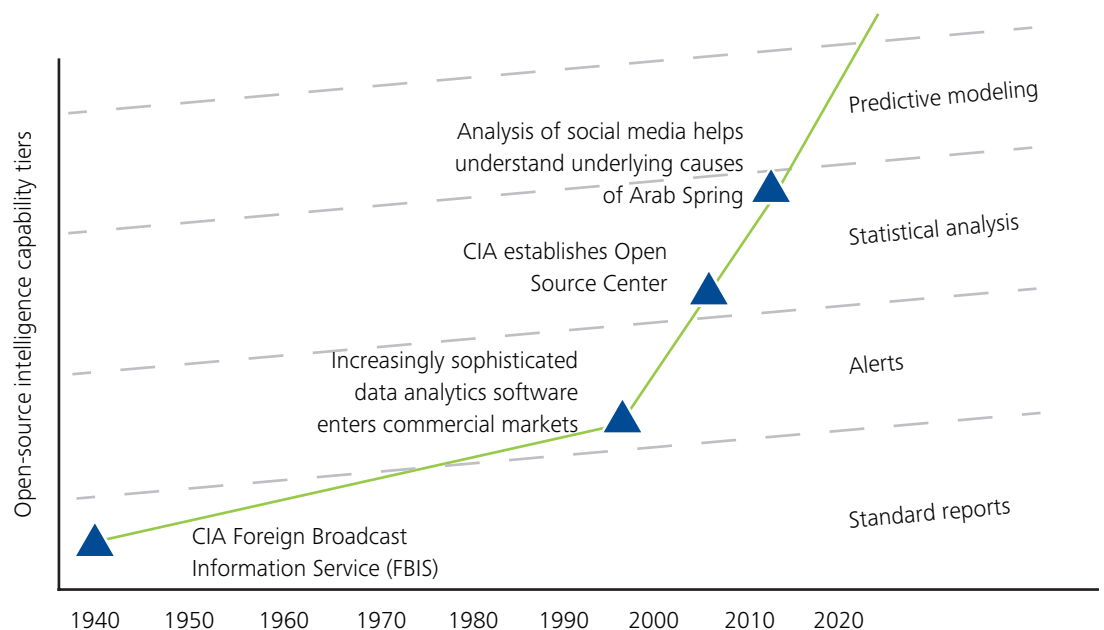 Open-source intelligence capability tiers
Predictive modeling
Analysis of social media helps
understand underlying causes
of Arab Spring
Statistical analysis
CIA establishes Open
Source Center
Increasingly sophisticated
data analytics software
enters commercial markets
Alerts
Standard reports
CIA Foreign Broadcast
Information Service (FBIS)
1940 1950 1960 1970 1980 1990 2000 2010 2020